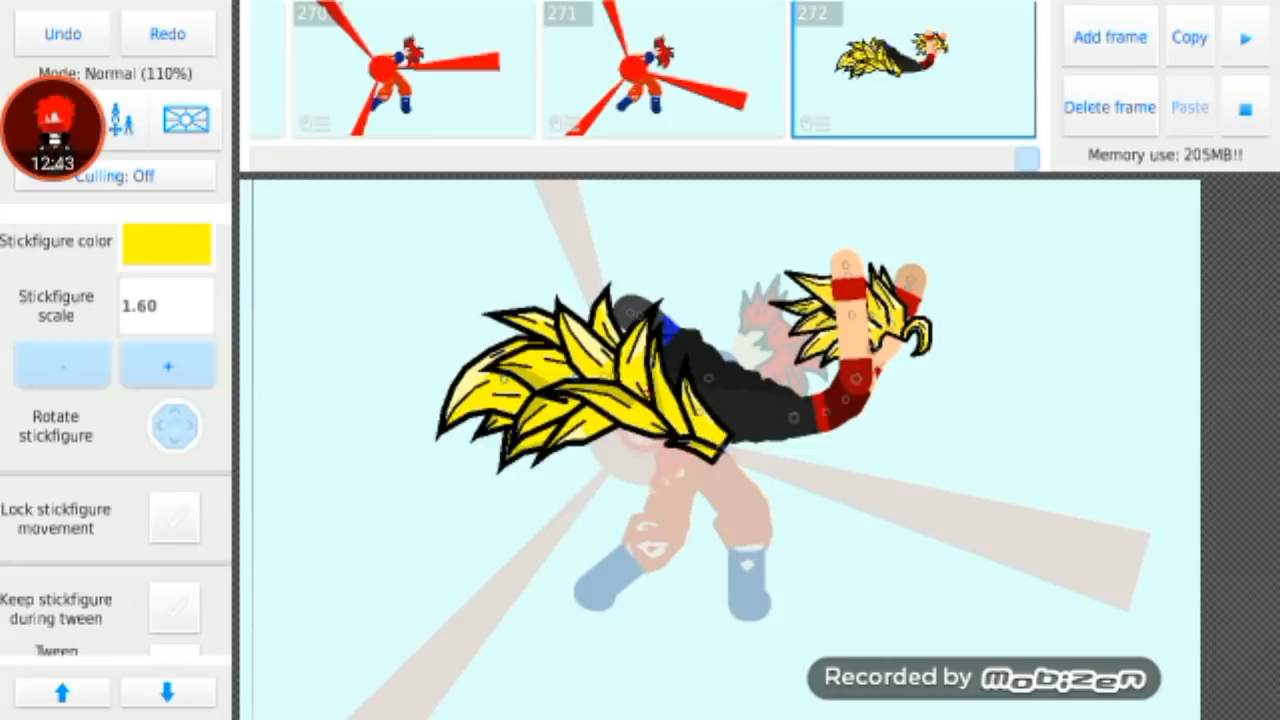 Undo
Redo
Mode: Normal (110%)
12:43
Culling: Off
Stickfigure color
Stickfigure
scale
1.60
-
+
Rotate
stickfigure
Lock stickfigure
movement
Keep stickfigure
during tween
Tween
270
271
272
Add frame
Copy
Delete frame
Paste
Memory use: 205MB!!
Recorded by mobizen